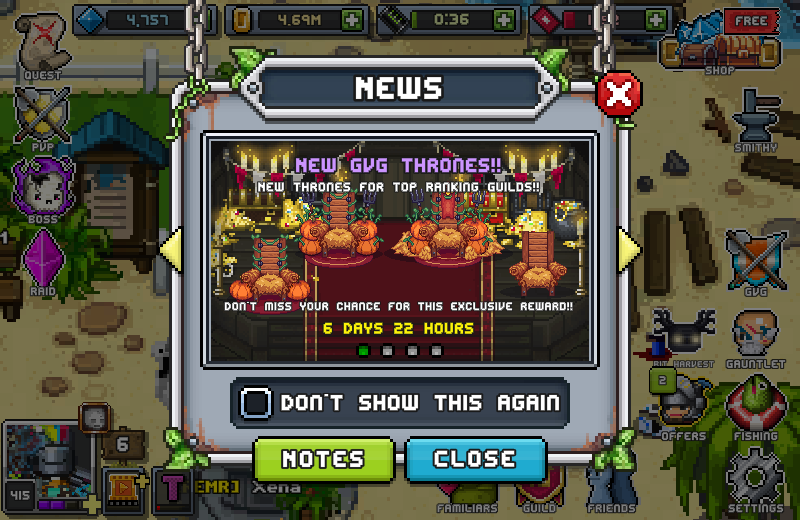 4,757
4.69M
0:36
FREE
QUEST
SHOP
NEWS
PVP
SMITHY
NEW GVG THRONES!!
NEW THRONES FOR TOP RANKING GUILDS!!
BOSS
RAID
GVG
DON'T MISS YOUR CHANCE FOR THIS EXCLUSIVE REWARD!!
6 DAYS 22 HOURS
HARVEST
GAUNTLET
2
DON'T SHOW THIS AGAIN
OFFERS
FISHING
6
NOTES
CLOSE
415
T
EMR] Xena
FAMILIARS
GUILD
FRIENDS
SETTINGS